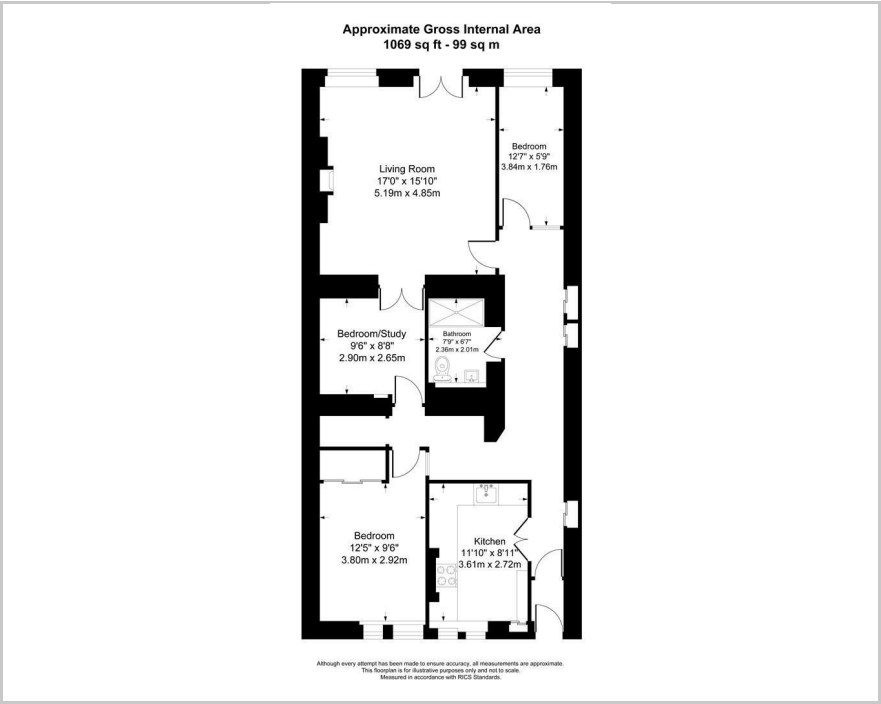 Approximate Gross Internal Area
1069 sq ft - 99 sq m
Bedroom
12'7" x 5'9"
3.84m x 1.76m
Living Room
17'0" x 15'10"
5.19m x 4.85m
Bedroom/Study
9'6" x 8'8"
2.90m x 2.65m
Bathroom
7'9" x 6'7"
2.36m x 2.01m
Bedroom
12'5" x 9'6"
3.80m x 2.92m
Kitchen
11'10" x 8'11"
3.61m x 2.72m
Although every attempt has been made to ensure accuracy, all measurements are approximate.
This floorplan is for illustrative purposes only and not to scale.
Measured in accordance with RICS Standards.